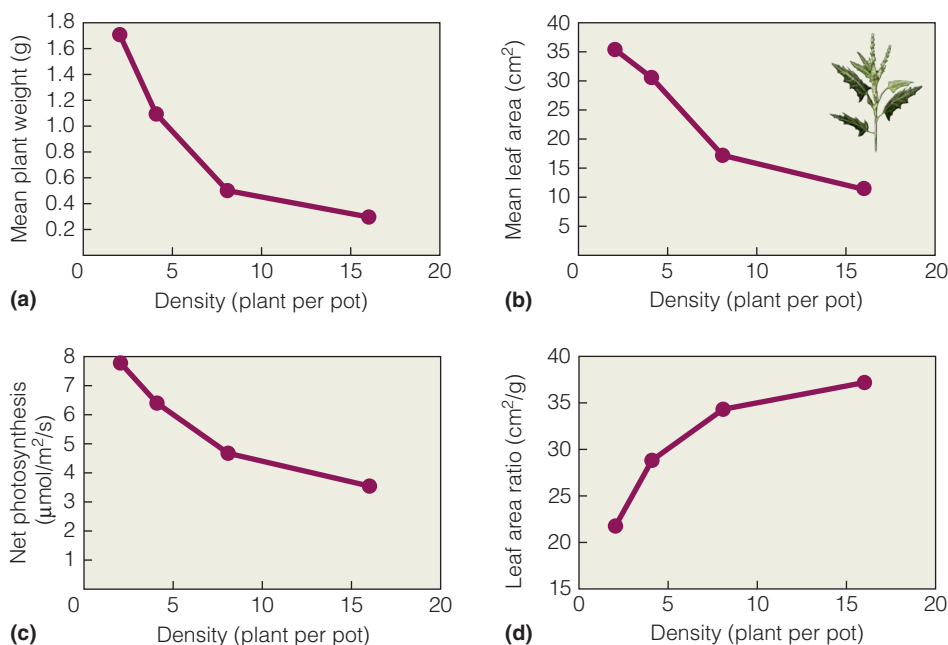 Mean plant weight (g)
1.8
1.6
1.4
1.2
1.0
0.8
0.6
0.4
0.2
0 5 10 15 20
Density (plant per pot)
(a)
Mean leaf area (cm²)
40
35
30
25
20
15
10
5
0 5 10 15 20
Density (plant per pot)
(b)
Net photosynthesis
(μmol/m²/s)
8
7
6
5
4
3
2
1
0 5 10 15 20
Density (plant per pot)
(c)
Leaf area ratio (cm²/g)
40
35
30
25
20
15
0 5 10 15 20
Density (plant per pot)
(d)